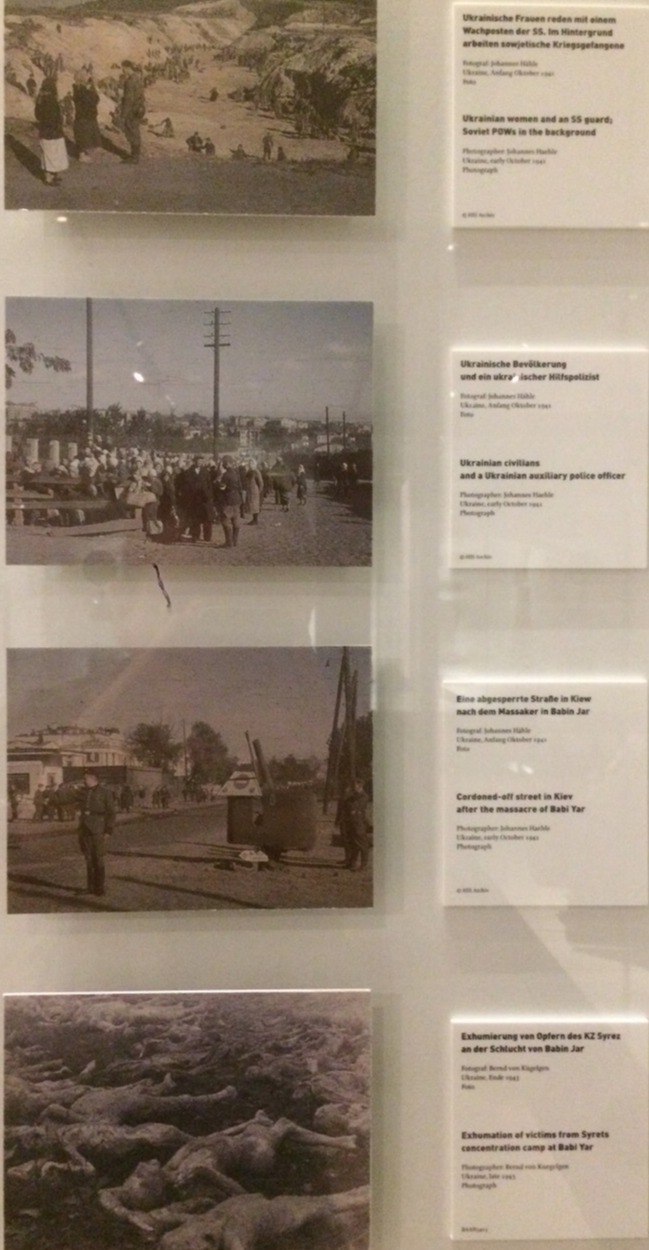 Ukrainische Frauen reden mit einem
Wachposten der SS. Im Hintergrund
arbeiten sowjetische Kriegsgefangene
Fotograf: Johannes Hähle
Ukraine, Anfang Oktober 1941
Foto
Ukrainian women and an SS guard;
Soviet POWs in the background
Photographer: Johannes Haehle
Ukraine, early October 1941
Photograph
© HIS Archiv
Ukrainische Bevölkerung
und ein ukrainischer Hilfspolizist
Fotograf: Johannes Hähle
Ukraine, Anfang Oktober 1941
Foto
Ukrainian civilians
and a Ukrainian auxiliary police officer
Photographer: Johannes Haehle
Ukraine, early October 1941
Photograph
© HIS Archiv
Eine abgesperrte Straße in Kiew
nach dem Massaker in Babin Jar
Fotograf: Johannes Hähle
Ukraine, Anfang Oktober 1941
Foto
Cordoned-off street in Kiev
after the massacre of Babi Yar
Photographer: Johannes Haehle
Ukraine, early October 1941
Photograph
© HIS Archiv
Exhumierung von Opfern des KZ Syrez
an der Schlucht von Babin Jar
Fotograf: Bernd von Kügelgen
Ukraine, Ende 1943
Foto
Exhumation of victims from Syrets
concentration camp at Babi Yar
Photographer: Bernd von Kuegelgen
Ukraine, late 1943
Photograph